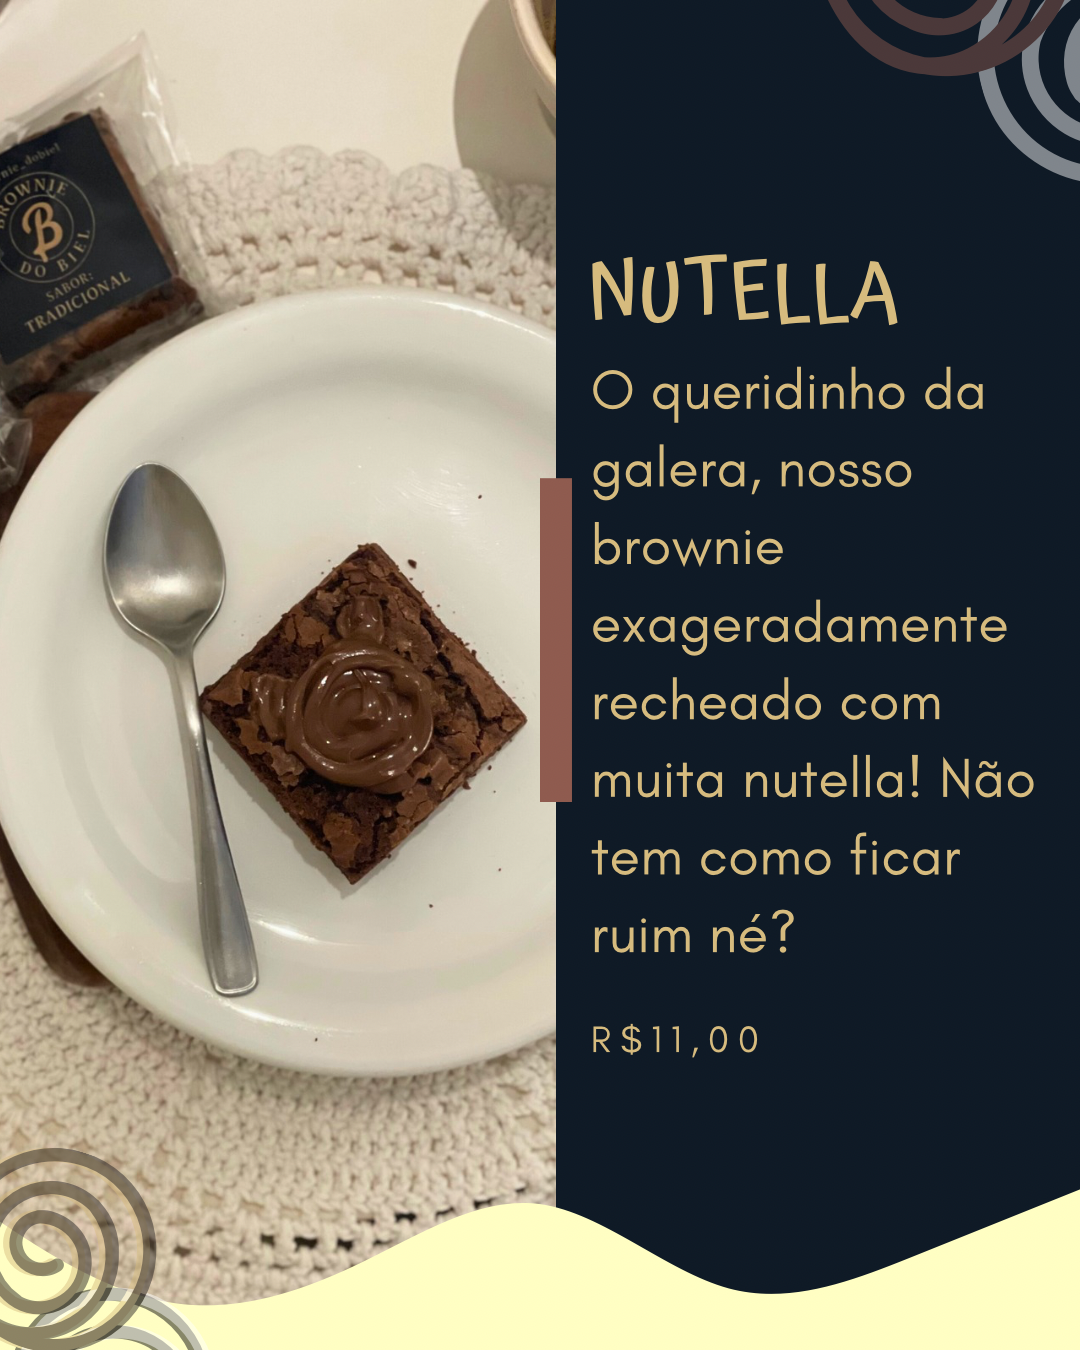 BROWNIE
B
DO BIEL
SABOR:
TRADICIONAL
NUTELLA
O queridinho da
galera, nosso
brownie
exageradamente
recheado com
muita nutella! Não
tem como ficar
ruim né?
R$11,00